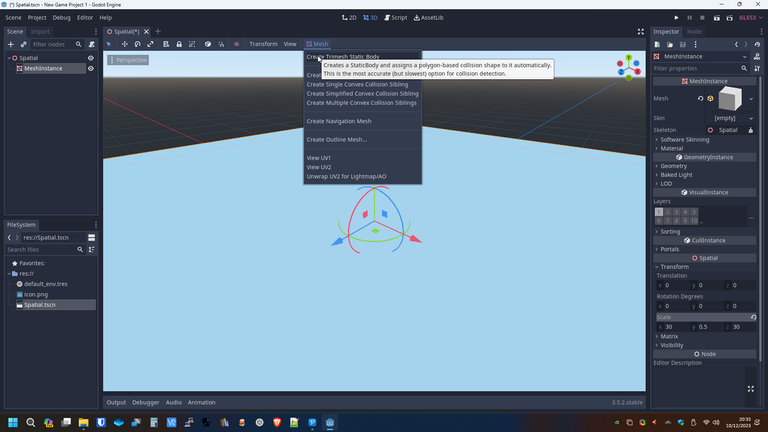 (*) Spatial.tscn - New Game Project 1 - Godot Engine
Scene Project Debug Editor Help
2D 3D Script AssetLib
GLES3
Scene Import
Filter nodes
Spatial
MeshInstance
Spatial(*)
Transform View Mesh
Perspective
Create Trimesh Static Body
Creates a StaticBody and assigns a polygon-based collision shape to it automatically.
This is the most accurate (but slowest) option for collision detection.
Create Single Convex Collision Sibling
Create Simplified Convex Collision Sibling
Create Multiple Convex Collision Siblings
Create Navigation Mesh
Create Outline Mesh...
View UV1
View UV2
Unwrap UV2 for Lightmap/AO
FileSystem
res://Spatial.tscn
Search files
Favorites:
res://
default_env.tres
icon.png
Spatial.tscn
Output Debugger Audio Animation
3.5.2.stable
Inspector Node
MeshInstance
Filter properties
MeshInstance
Mesh
Skin [empty]
Skeleton Spatial
Software Skinning
Material
GeometryInstance
Geometry
Baked Light
LOD
VisualInstance
Layers
1 2 3 4 5
6 7 8 9 10
Sorting
CullInstance
Portals
Spatial
Transform
Translation
x 0 y 0 z 0
Rotation Degrees
x 0 y 0 z 0
Scale
x 30 y 0.5 z 30
Matrix
Visibility
Node
Editor Description
20:35
10/12/2023